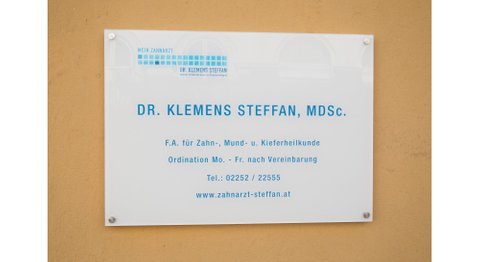 MEIN ZAHNARZT
DR. KLEMENS STEFFAN
DR. KLEMENS STEFFAN, MDSc.
F.A. für Zahn-, Mund- u. Kieferheilkunde
Ordination Mo. - Fr. nach Vereinbarung
Tel.: 02252 / 22555
www.zahnarzt-steffan.at